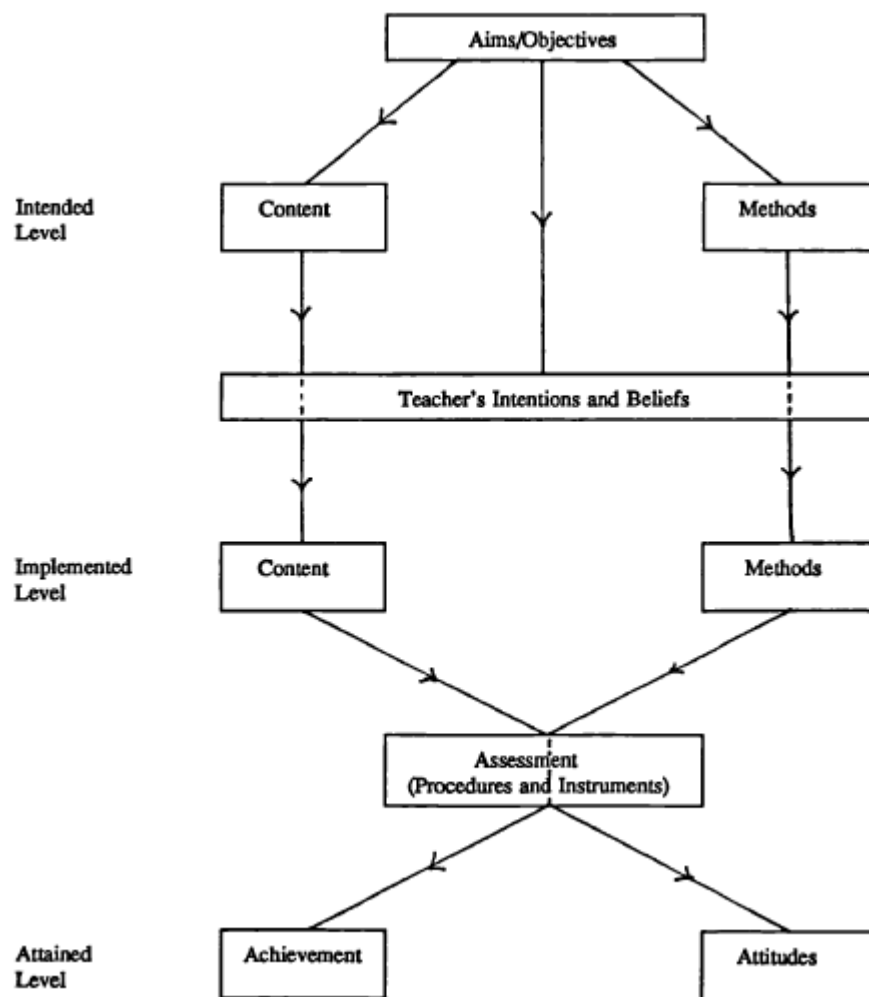 Aims/Objectives
Intended
Level
Content
Methods
Teacher's Intentions and Beliefs
Implemented
Level
Content
Methods
Assessment
(Procedures and Instruments)
Attained
Level
Achievement
Attitudes